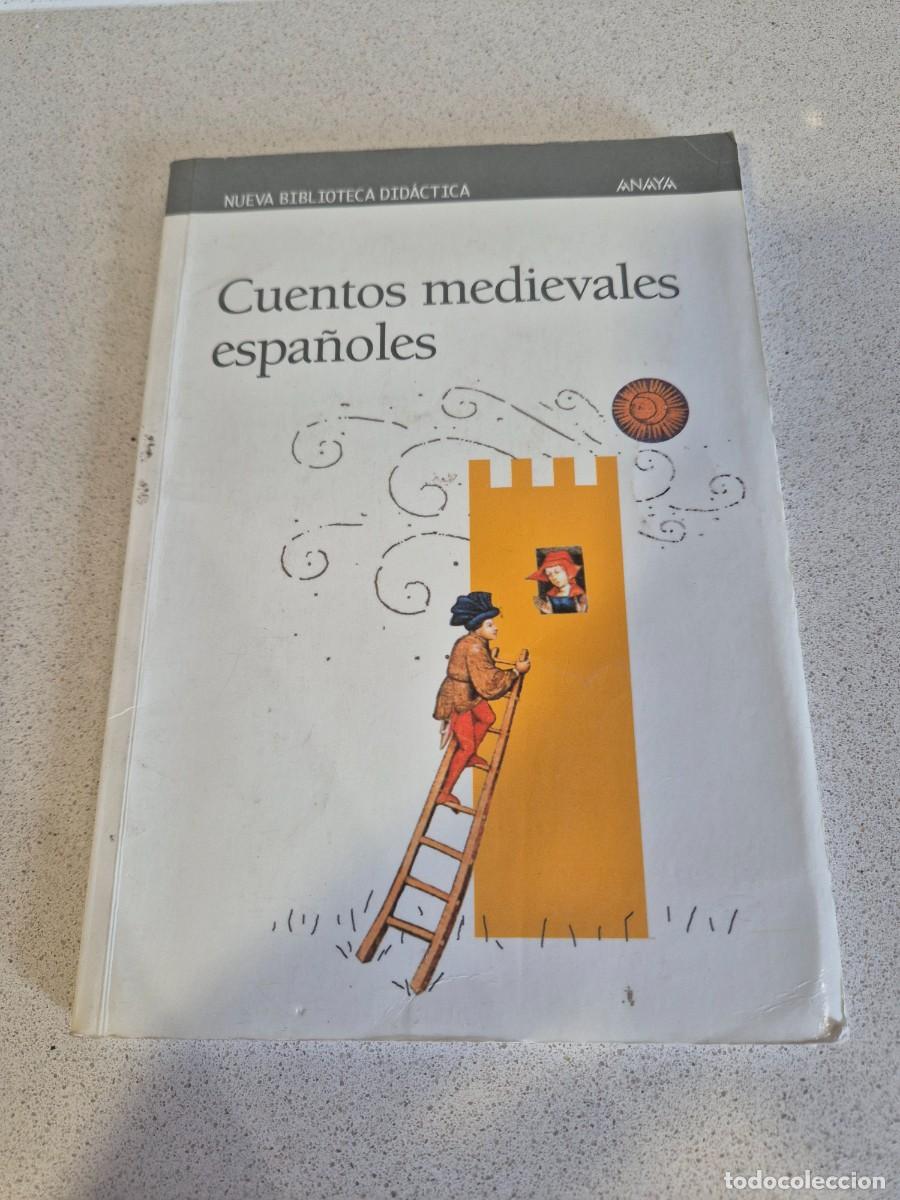 NUEVA BIBLIOTECA DIDÁCTICA
ANAYA
Cuentos medievales
españoles
todocoleccion